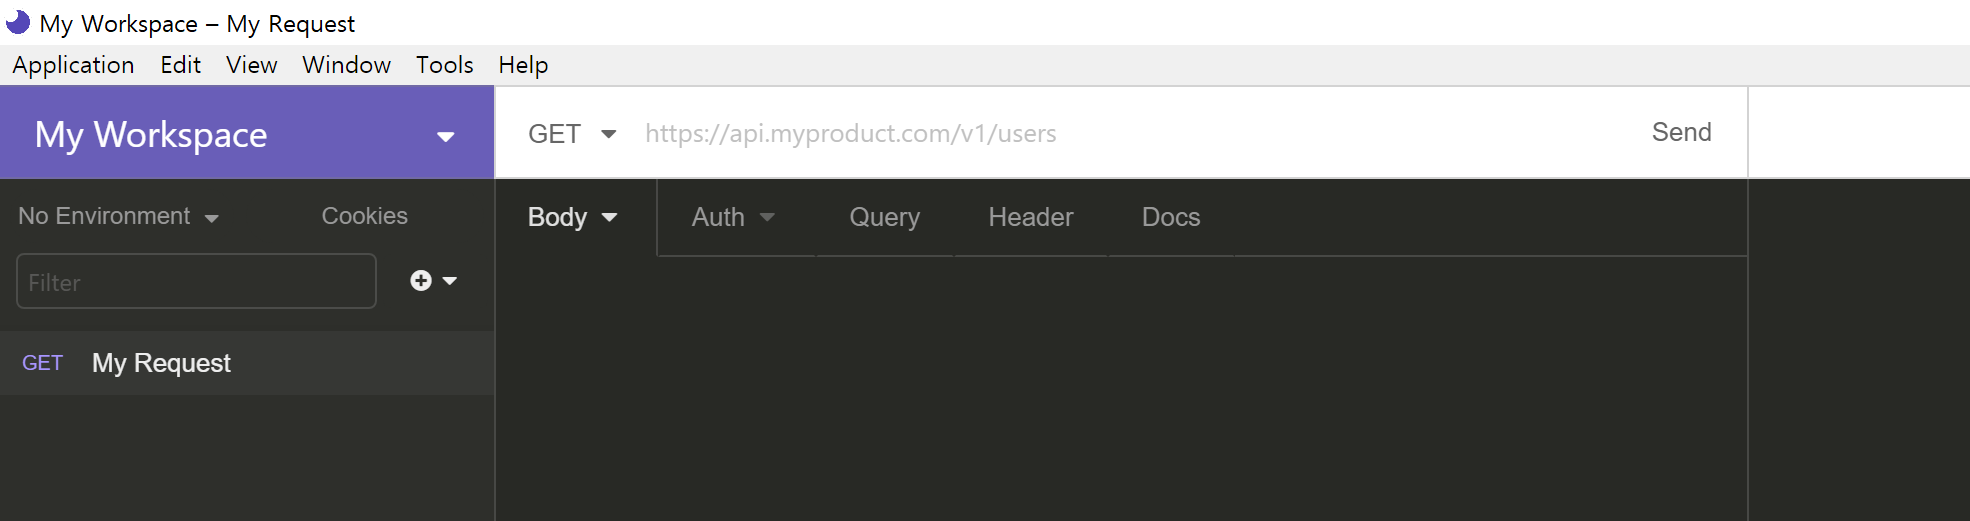 My Workspace – My Request
Application Edit View Window Tools Help
My Workspace
GET https://api.myproduct.com/v1/users Send
No Environment Cookies
Body Auth Query Header Docs
Filter
GET My Request